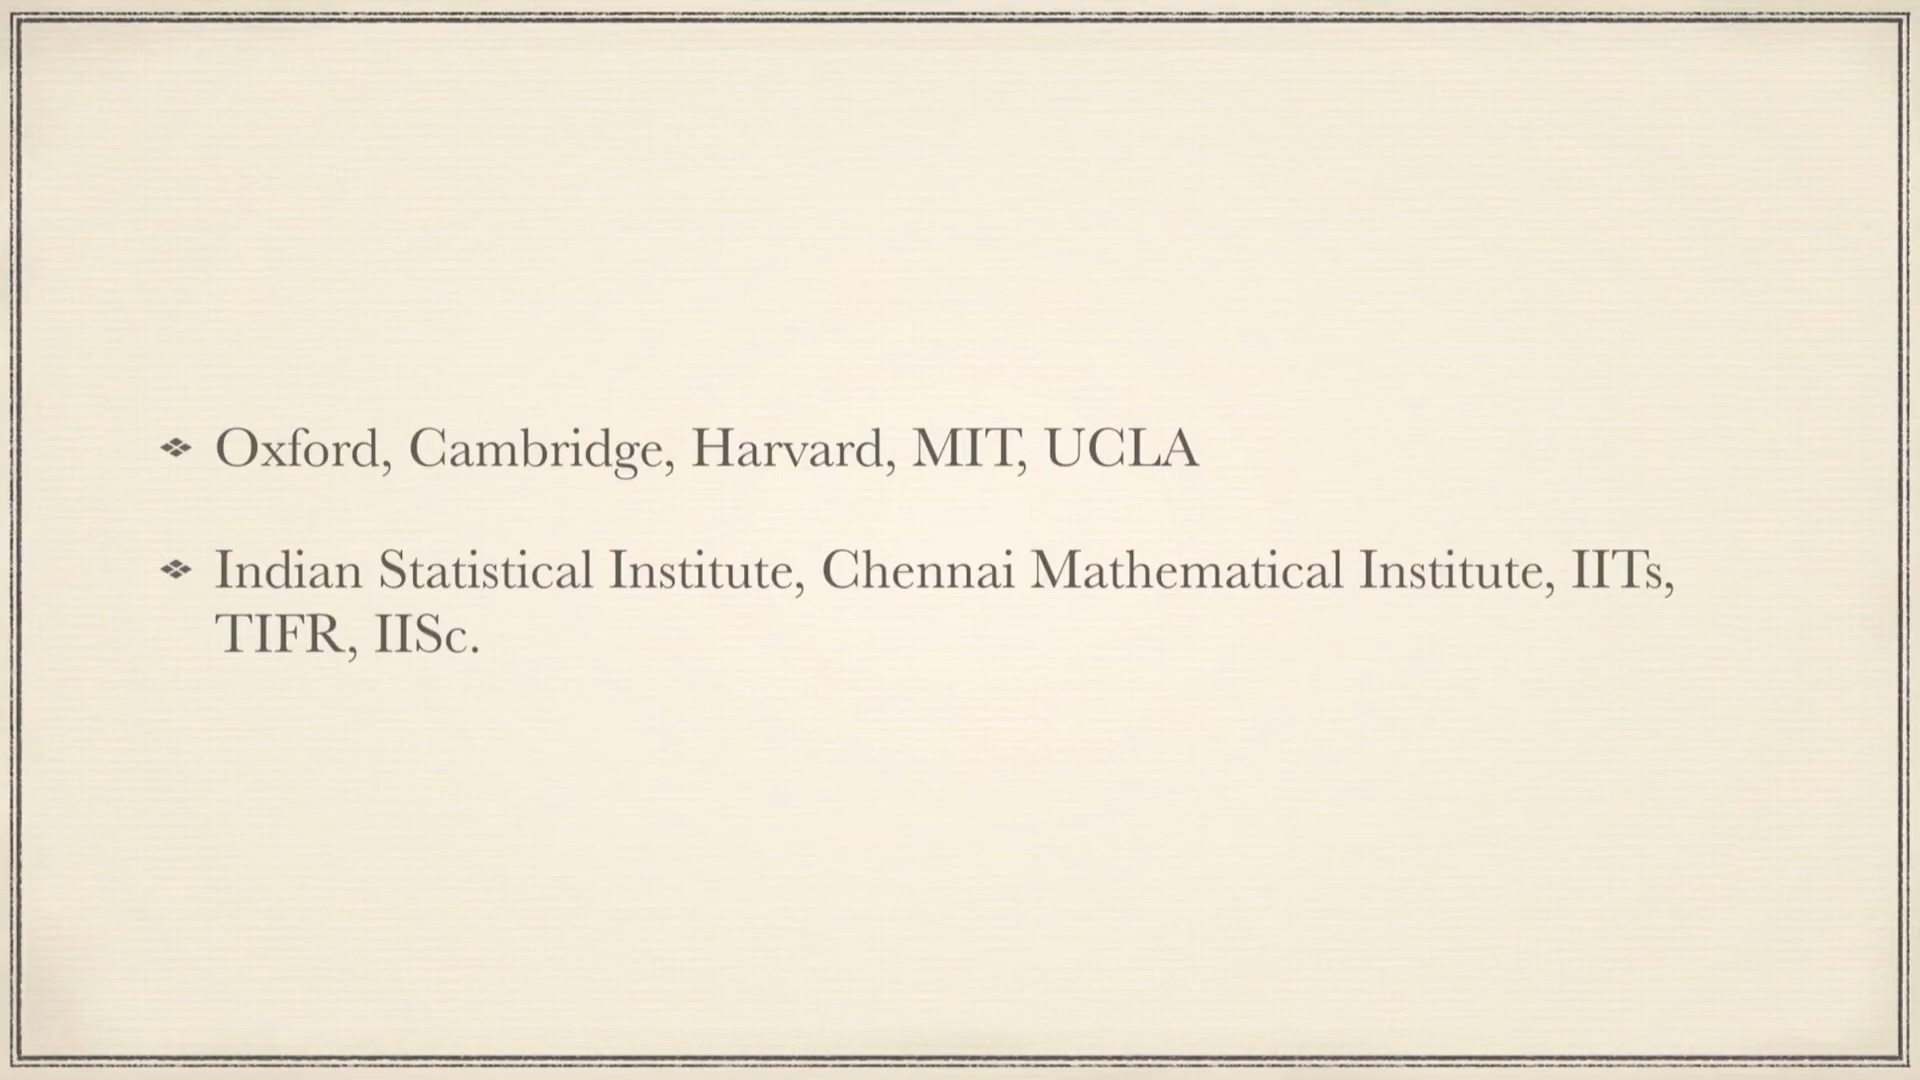 ❖ Oxford, Cambridge, Harvard, MIT, UCLA
❖ Indian Statistical Institute, Chennai Mathematical Institute, IITs,
TIFR, IISc.